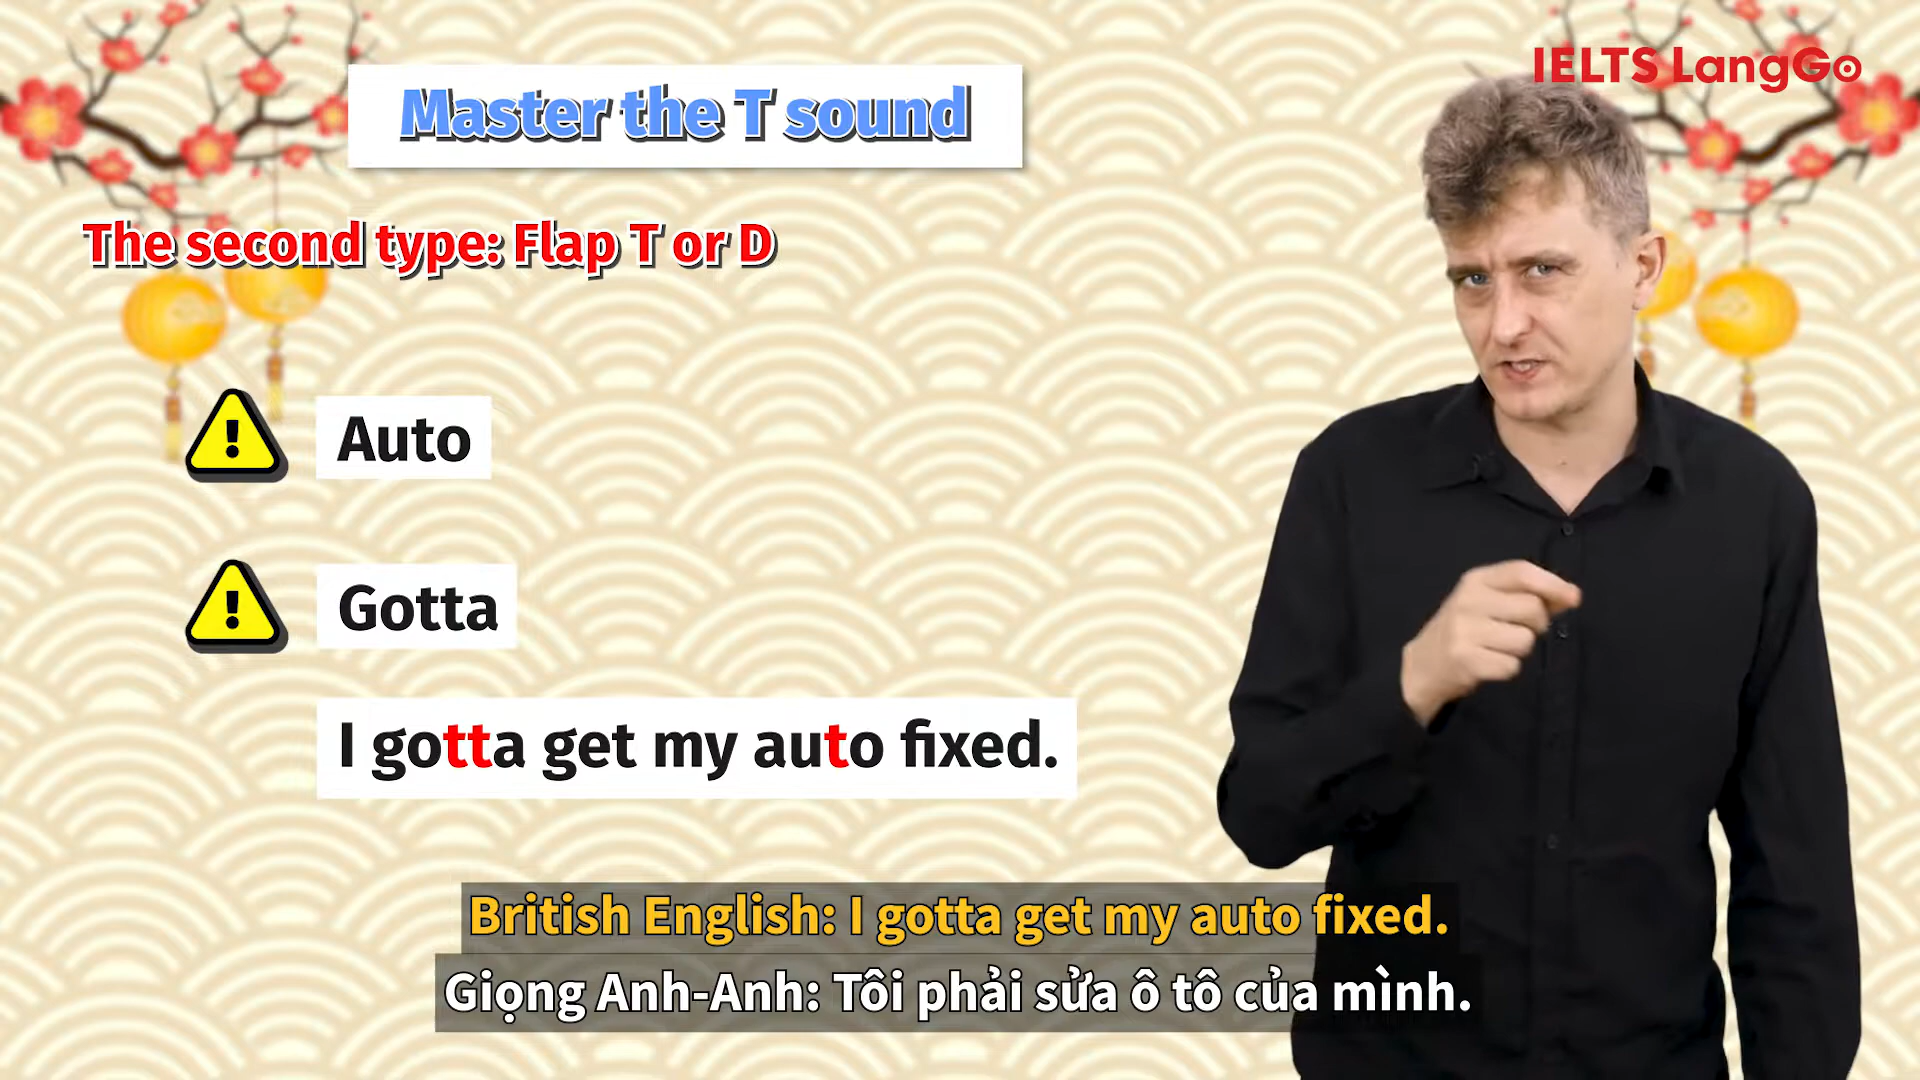 IELTS LangGo
Master the T sound
The second type: Flap T or D
Auto
Gotta
I gotta get my auto fixed.
British English: I gotta get my auto fixed.
Giọng Anh-Anh: Tôi phải sửa ô tô của mình.